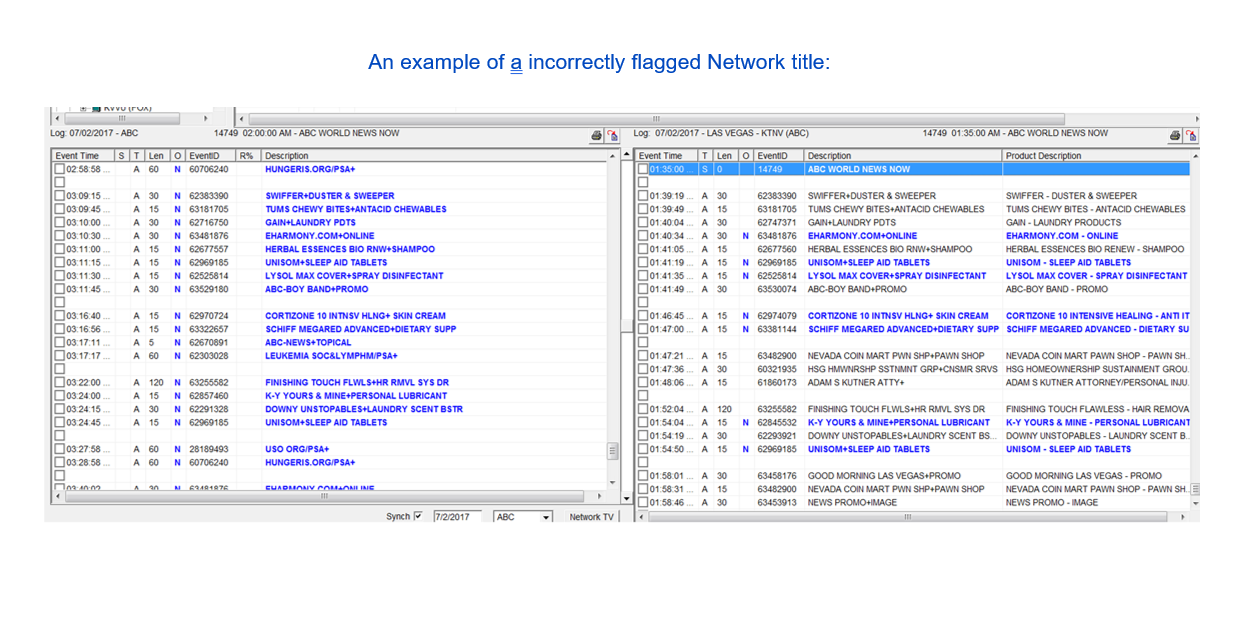 An example of a incorrectly flagged Network title:
Log: 07/02/2017 - ABC 14749 02:00:00 AM - ABC WORLD NEWS NOW
Event Time S T Len O EventID R% Description
02:58:58 ... A 60 N 60706240 HUNGERIS.ORG/PSA+
03:09:15 ... A 30 N 62383390 SWIFFER+DUSTER & SWEEPER
03:09:45 ... A 15 N 63181705 TUMS CHEWY BITES+ANTACID CHEWABLES
03:10:00 ... A 30 N 62716750 GAIN+LAUNDRY PDTS
03:10:30 ... A 30 N 63481876 EHARMONY.COM+ONLINE
03:11:00 ... A 15 N 62677557 HERBAL ESSENCES BIO RNW+SHAMPOO
03:11:15 ... A 15 N 62969185 UNISOM+SLEEP AID TABLETS
03:11:30 ... A 15 N 62525814 LYSOL MAX COVER+SPRAY DISINFECTANT
03:11:45 ... A 30 N 63529180 ABC-BOY BAND+PROMO
03:16:40 ... A 15 N 62970724 CORTIZONE 10 INTNSV HLNG+ SKIN CREAM
03:16:56 ... A 15 N 63322657 SCHIFF MEGARED ADVANCED+DIETARY SUPP
03:17:11 ... A 5 N 62670891 ABC-NEWS+TOPICAL
03:17:17 ... A 60 N 62303028 LEUKEMIA SOC&LYMPHM/PSA+
03:22:00 ... A 120 N 63255582 FINISHING TOUCH FLWLS+HR RMVL SYS DR
03:24:00 ... A 15 N 62857460 K-Y YOURS & MINE+PERSONAL LUBRICANT
03:24:15 ... A 30 N 62291328 DOWNY UNSTOPABLES+LAUNDRY SCENT BSTR
03:24:45 ... A 15 N 62969185 UNISOM+SLEEP AID TABLETS
03:27:58 ... A 60 N 28189493 USO ORG/PSA+
03:28:58 ... A 60 N 60706240 HUNGERIS.ORG/PSA+
03:40:02 ... A 30 N 63481876 EHARMONY.COM+ONLINE
Synch 7/2/2017 ABC Network TV
Log: 07/02/2017 - LAS VEGAS - KTNV (ABC) 14749 01:35:00 AM - ABC WORLD NEWS NOW
Event Time T Len O EventID Description Product Description
01:35:00 ... S 0 14749 ABC WORLD NEWS NOW
01:39:19 ... A 30 62383390 SWIFFER+DUSTER & SWEEPER SWIFFER - DUSTER & SWEEPER
01:39:49 ... A 15 63181705 TUMS CHEWY BITES+ANTACID CHEWABLES TUMS CHEWY BITES - ANTACID CHEWABLES
01:40:04 ... A 30 62747371 GAIN+LAUNDRY PDTS GAIN - LAUNDRY PRODUCTS
01:40:34 ... A 30 N 63481876 EHARMONY.COM+ONLINE EHARMONY.COM - ONLINE
01:41:05 ... A 15 62677560 HERBAL ESSENCES BIO RNW+SHAMPOO HERBAL ESSENCES BIO RENEW - SHAMPOO
01:41:19 ... A 15 N 62969185 UNISOM+SLEEP AID TABLETS UNISOM - SLEEP AID TABLETS
01:41:35 ... A 15 N 62525814 LYSOL MAX COVER+SPRAY DISINFECTANT LYSOL MAX COVER - SPRAY DISINFECTANT
01:41:49 ... A 30 63530074 ABC-BOY BAND+PROMO ABC-BOY BAND - PROMO
01:46:45 ... A 15 N 62974079 CORTIZONE 10 INTNSV HLNG+ SKIN CREAM CORTIZONE 10 INTENSIVE HEALING - ANTI IT
01:47:00 ... A 15 N 63381144 SCHIFF MEGARED ADVANCED+DIETARY SUPP SCHIFF MEGARED ADVANCED - DIETARY SU
01:47:21 ... A 15 63482900 NEVADA COIN MART PWN SHP+PAWN SHOP NEVADA COIN MART PAWN SHOP - PAWN SH...
01:47:36 ... A 30 60321935 HSG HMWNRSHP SSTNMNT GRP+CNSMR SRVS HSG HOMEOWNERSHIP SUSTAINMENT GROU...
01:48:06 ... A 15 61860173 ADAM S KUTNER ATTY+ ADAM S KUTNER ATTORNEY/PERSONAL INJU...
01:52:04 ... A 120 63255582 FINISHING TOUCH FLWLS+HR RMVL SYS DR FINISHING TOUCH FLAWLESS - HAIR REMOVA
01:54:04 ... A 15 N 62845532 K-Y YOURS & MINE+PERSONAL LUBRICANT K-Y YOURS & MINE - PERSONAL LUBRICANT
01:54:19 ... A 30 62293921 DOWNY UNSTOPABLES+LAUNDRY SCENT BS... DOWNY UNSTOPABLES - LAUNDRY SCENT B...
01:54:50 ... A 15 N 62969185 UNISOM+SLEEP AID TABLETS UNISOM - SLEEP AID TABLETS
01:58:01 ... A 30 63458176 GOOD MORNING LAS VEGAS+PROMO GOOD MORNING LAS VEGAS - PROMO
01:58:31 ... A 15 63482900 NEVADA COIN MART PWN SHP+PAWN SHOP NEVADA COIN MART PAWN SHOP - PAWN SH...
01:58:46 ... A 30 63453913 NEWS PROMO+IMAGE NEWS PROMO - IMAGE